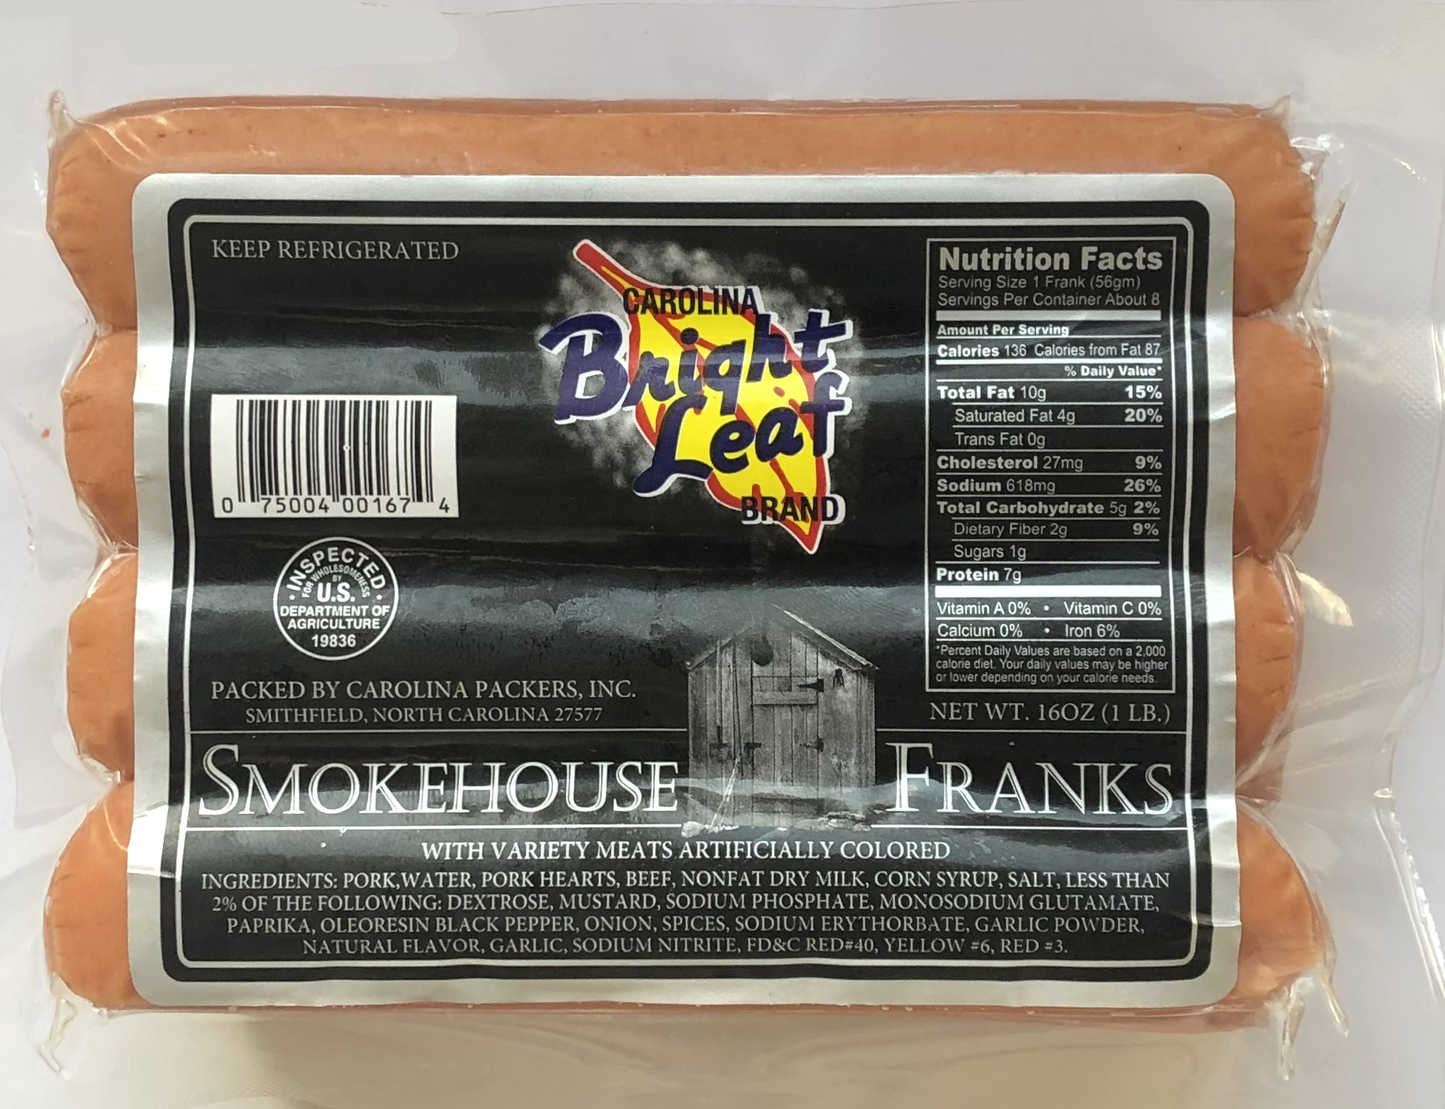 KEEP REFRIGERATED
0 75004 00167 4
INSPECTED
FOR WHOLESOMENESS
BY
U.S.
DEPARTMENT OF
AGRICULTURE
19836
PACKED BY CAROLINA PACKERS, INC.
SMITHFIELD, NORTH CAROLINA 27577
CAROLINA
Bright
Leaf
BRAND
Nutrition Facts
Serving Size 1 Frank (56gm)
Servings Per Container About 8
Amount Per Serving
Calories 136 Calories from Fat 87
% Daily Value*
Total Fat 10g 15%
Saturated Fat 4g 20%
Trans Fat 0g
Cholesterol 27mg 9%
Sodium 618mg 26%
Total Carbohydrate 5g 2%
Dietary Fiber 2g 9%
Sugars 1g
Protein 7g
Vitamin A 0% • Vitamin C 0%
Calcium 0% • Iron 6%
*Percent Daily Values are based on a 2,000
calorie diet. Your daily values may be higher
or lower depending on your calorie needs.
NET WT. 16OZ (1 LB.)
SMOKEHOUSE FRANKS
WITH VARIETY MEATS ARTIFICIALLY COLORED
INGREDIENTS: PORK,WATER, PORK HEARTS, BEEF, NONFAT DRY MILK, CORN SYRUP, SALT, LESS THAN
2% OF THE FOLLOWING: DEXTROSE, MUSTARD, SODIUM PHOSPHATE, MONOSODIUM GLUTAMATE,
PAPRIKA, OLEORESIN BLACK PEPPER, ONION, SPICES, SODIUM ERYTHORBATE, GARLIC POWDER,
NATURAL FLAVOR, GARLIC, SODIUM NITRITE, FD&C RED#40, YELLOW #6, RED #3.